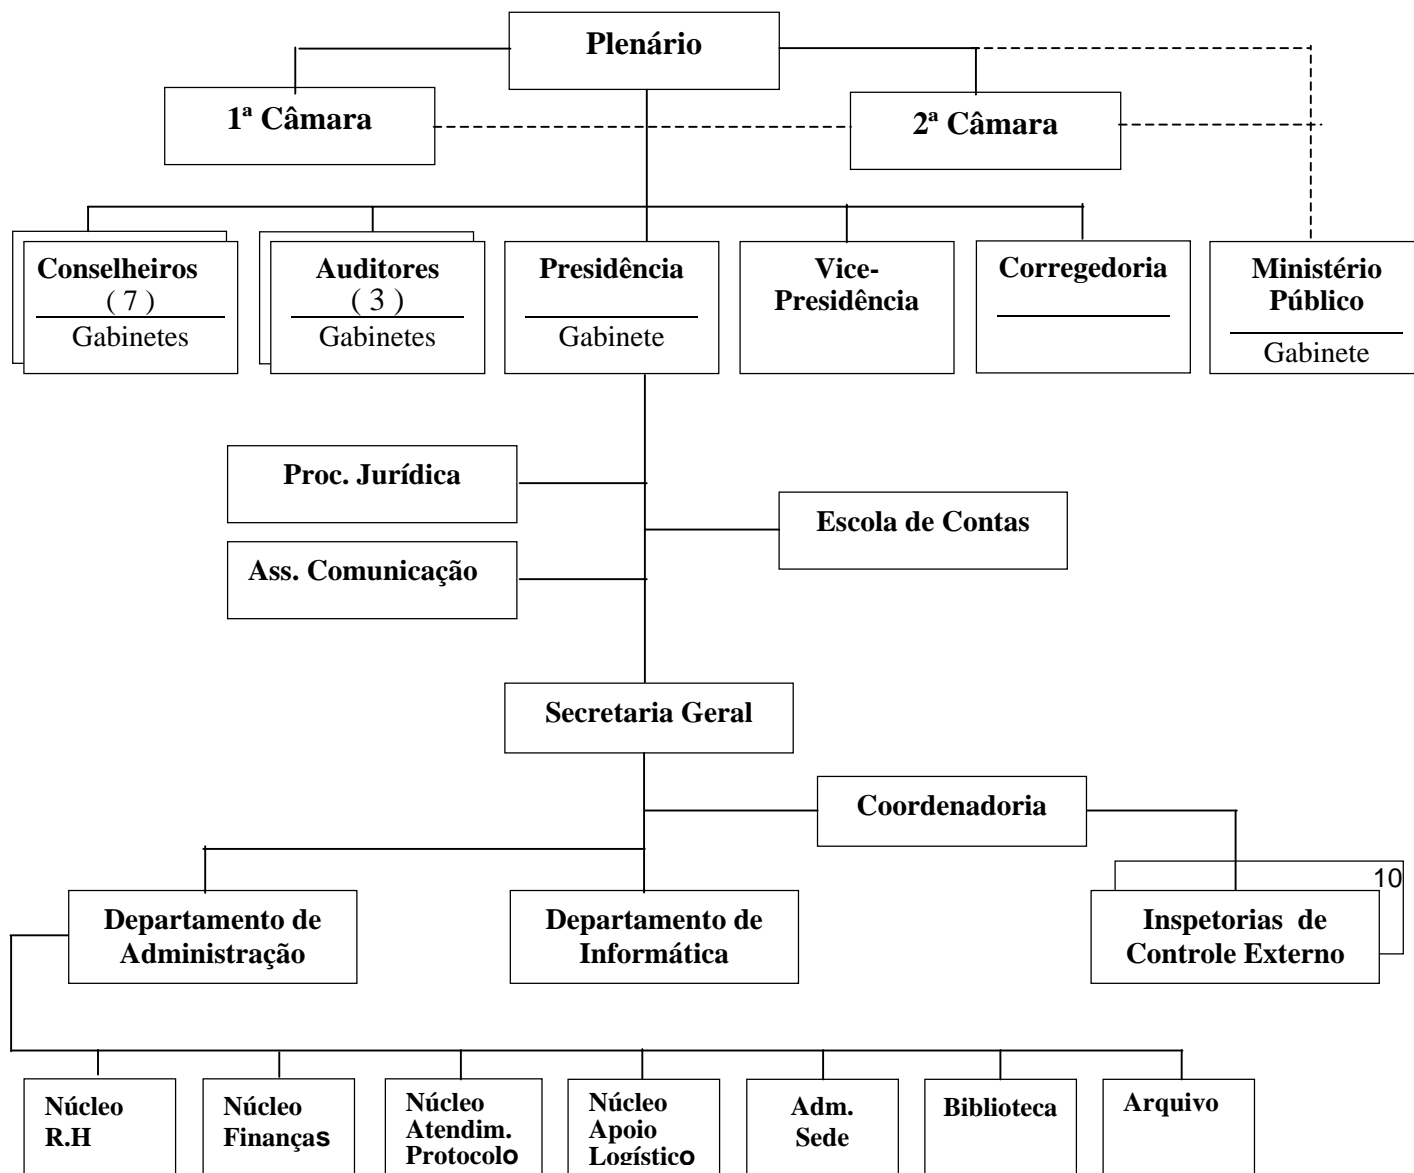 Plenário
1ª Câmara
2ª Câmara
Conselheiros
( 7 )
Gabinetes
Auditores
( 3 )
Gabinetes
Presidência
Gabinete
Vice-
Presidência
Corregedoria
Ministério
Público
Gabinete
Proc. Jurídica
Escola de Contas
Ass. Comunicação
Secretaria Geral
Coordenadoria
10
Departamento de
Administração
Departamento de
Informática
Inspetorias de
Controle Externo
Núcleo
R.H
Núcleo
Finanças
Núcleo
Atendim.
Protocolo
Núcleo
Apoio
Logístico
Adm.
Sede
Biblioteca
Arquivo